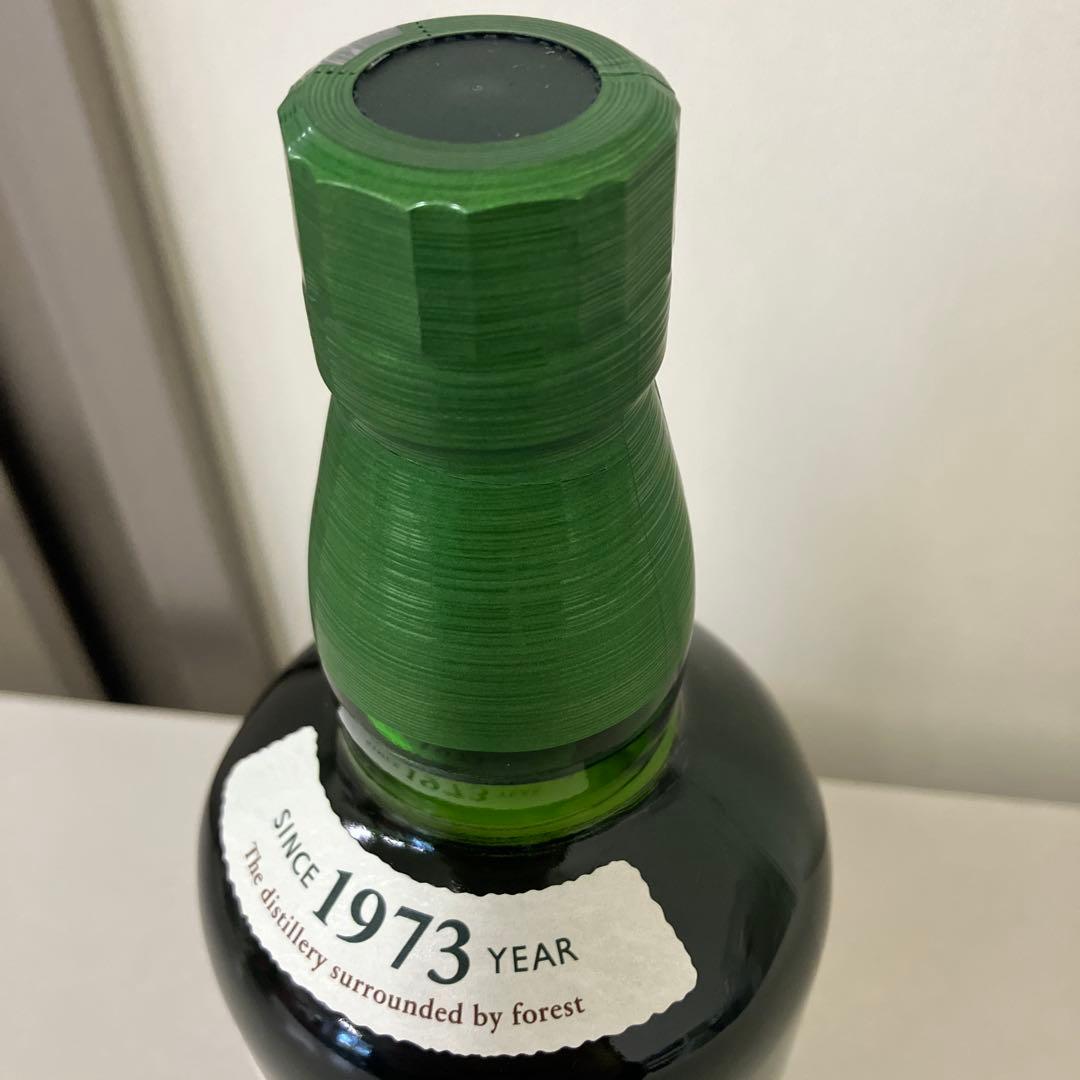 SINCE 1973 YEAR
The distillery surrounded by forest